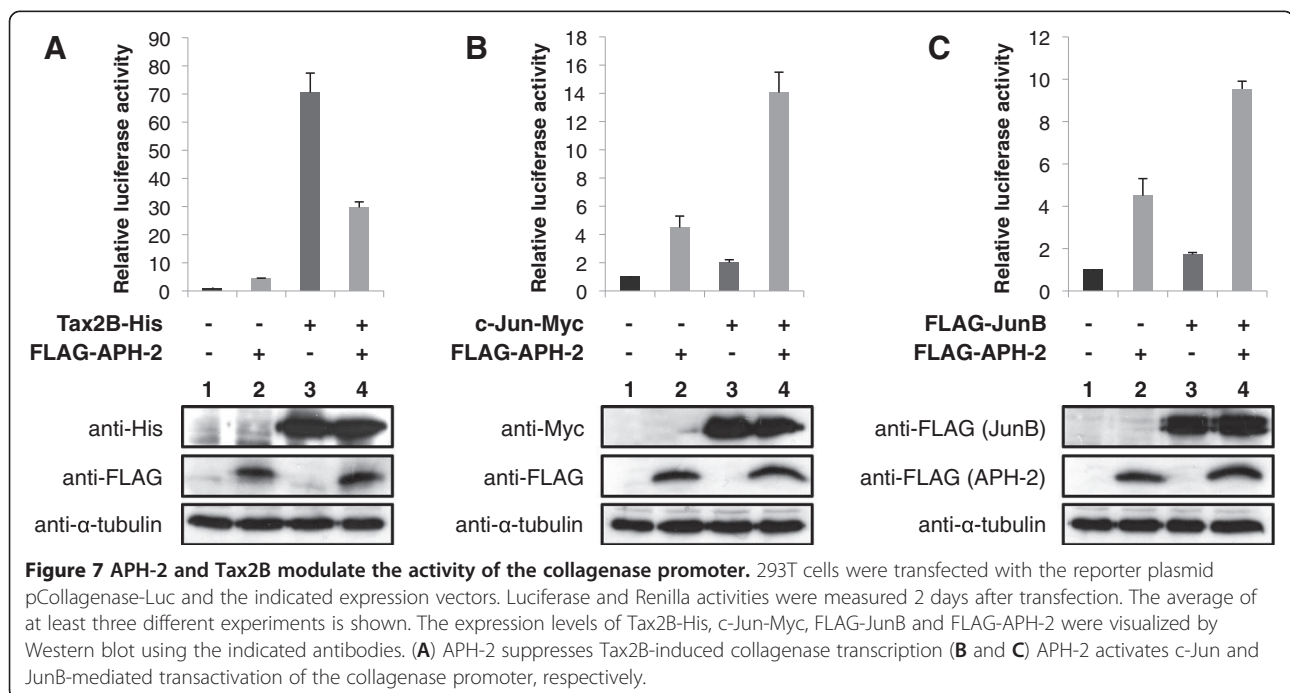 A
Relative luciferase activity
90
80
70
60
50
40
30
20
10
0
Tax2B-His - - + +
FLAG-APH-2 - + - +
1 2 3 4
anti-His
anti-FLAG
anti-α-tubulin
B
Relative luciferase activity
18
16
14
12
10
8
6
4
2
0
c-Jun-Myc - - + +
FLAG-APH-2 - + - +
1 2 3 4
anti-Myc
anti-FLAG
anti-α-tubulin
C
Relative luciferase activity
12
10
8
6
4
2
0
FLAG-JunB - - + +
FLAG-APH-2 - + - +
1 2 3 4
anti-FLAG (JunB)
anti-FLAG (APH-2)
anti-α-tubulin
Figure 7 APH-2 and Tax2B modulate the activity of the collagenase promoter. 293T cells were transfected with the reporter plasmid
pCollagenase-Luc and the indicated expression vectors. Luciferase and Renilla activities were measured 2 days after transfection. The average of
at least three different experiments is shown. The expression levels of Tax2B-His, c-Jun-Myc, FLAG-JunB and FLAG-APH-2 were visualized by
Western blot using the indicated antibodies. (A) APH-2 suppresses Tax2B-induced collagenase transcription (B and C) APH-2 activates c-Jun and
JunB-mediated transactivation of the collagenase promoter, respectively.